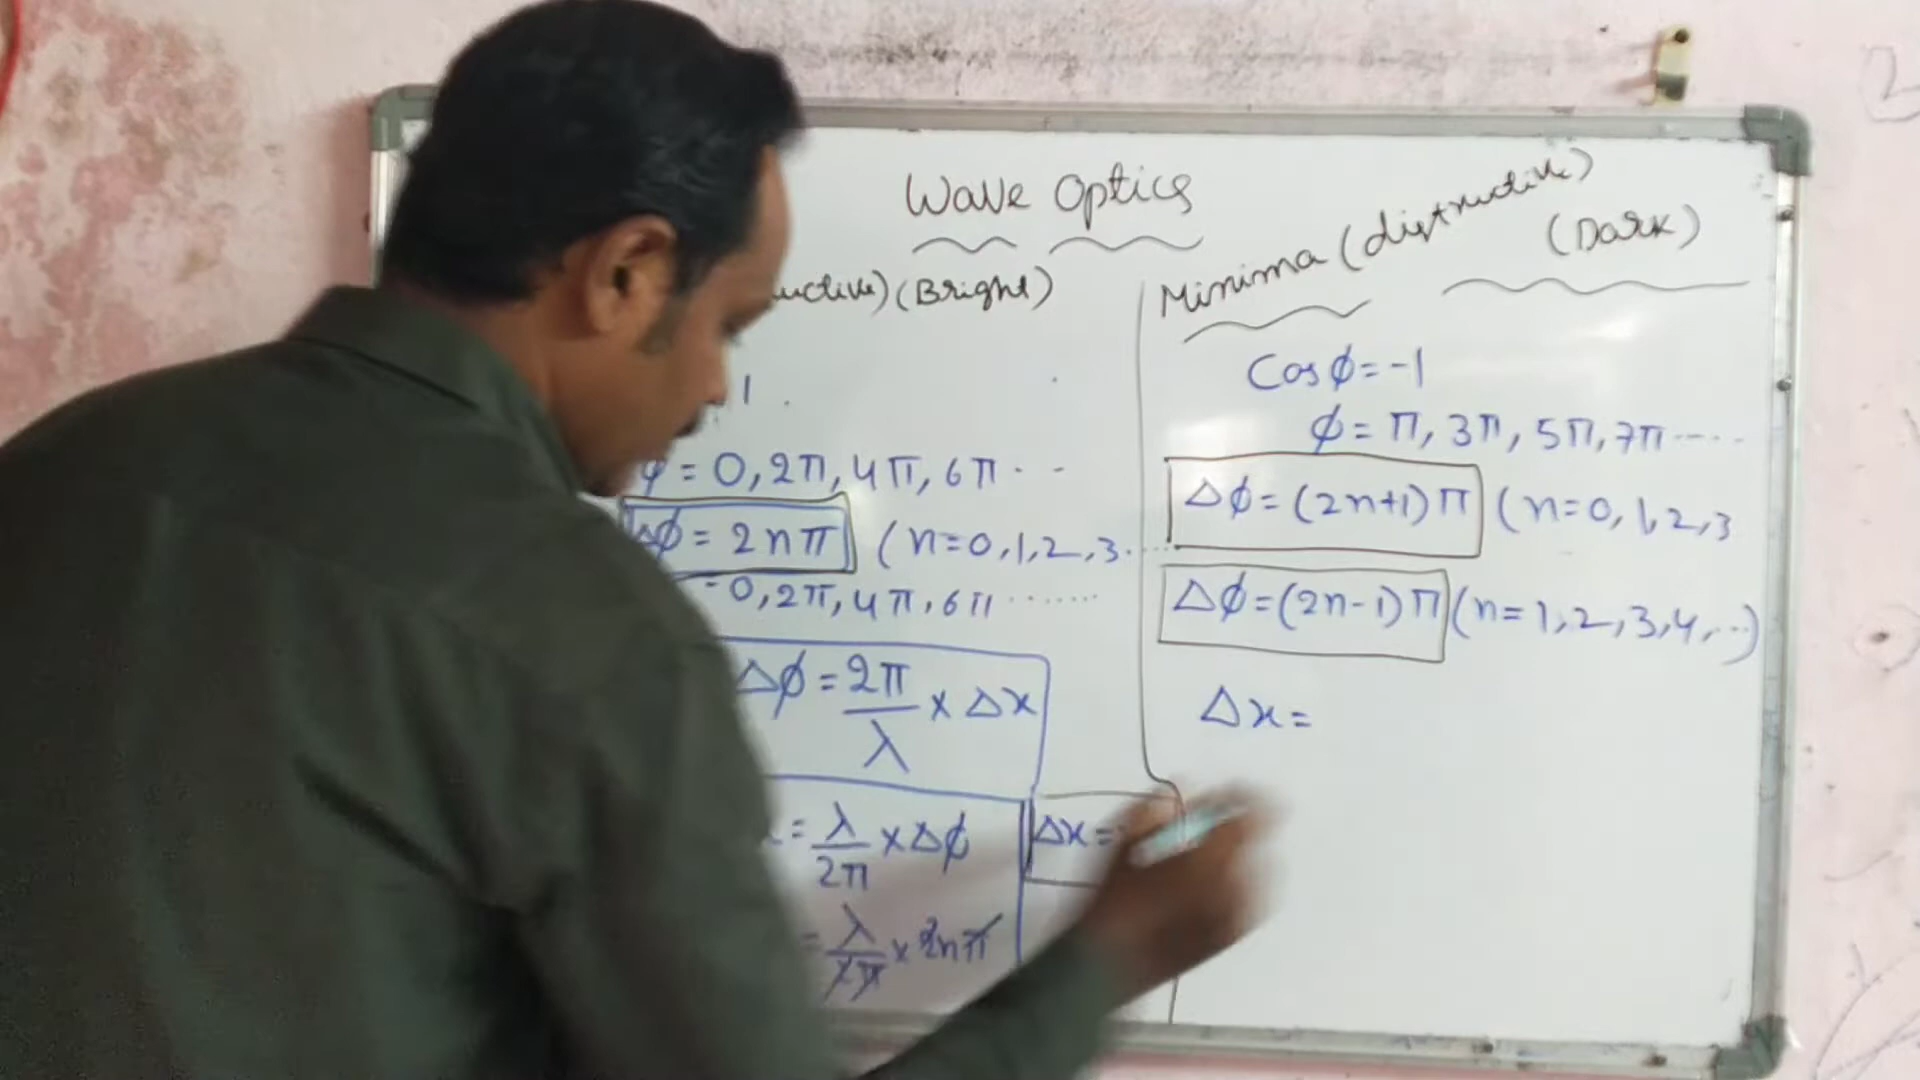 Wave Optics
(Bright)
1 .
φ = 0, 2π, 4π, 6π . . .
Δφ = 2nπ (n=0,1,2,3.....
= 0, 2π, 4π, 6π ........
Δφ = 2π/λ × Δx
x = λ/2π × Δφ
Δx =
= λ/2π × 2nπ
Minima (distructive)
(Dark)
Cosφ = -1
φ = π, 3π, 5π, 7π .....
Δφ = (2n+1)π (n=0, 1, 2, 3
Δφ = (2n-1)π (n= 1, 2, 3, 4, ..)
Δx =